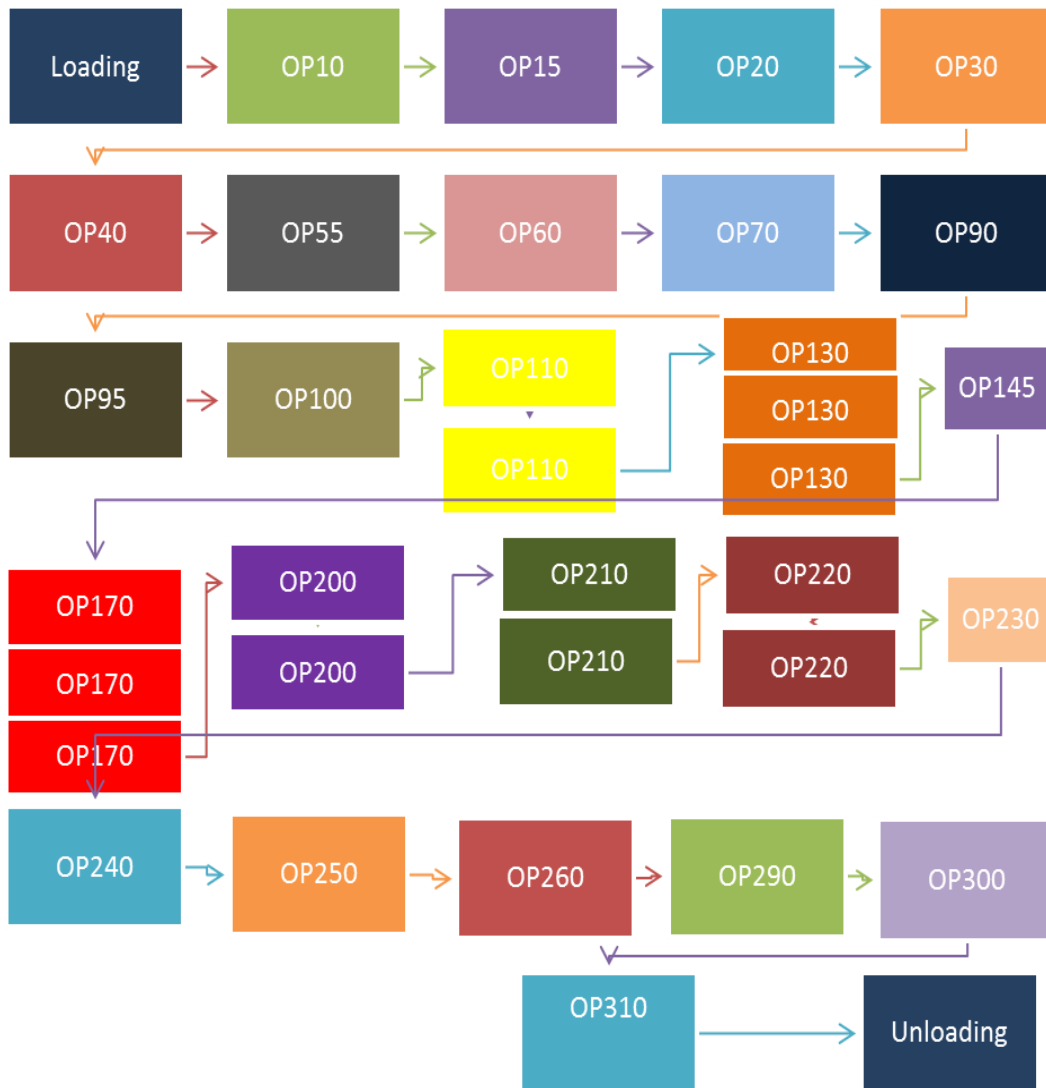 Loading
OP10
OP15
OP20
OP30
OP40
OP55
OP60
OP70
OP90
OP95
OP100
OP110
OP110
OP130
OP130
OP130
OP145
OP170
OP170
OP170
OP200
OP200
OP210
OP210
OP220
OP220
OP230
OP240
OP250
OP260
OP290
OP300
OP310
Unloading